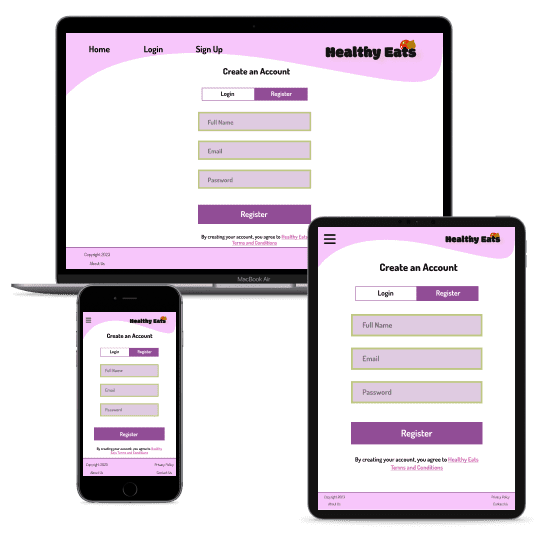 Home Login Sign Up Healthy Eats
Create an Account
Login Register
Full Name
Email
Password
Register
By creating your account, you agree to Healthy Eats
Terms and Conditions
Copyright 2023
About Us
MacBook Air
Healthy Eats
Create an Account
Login Register
Full Name
Email
Password
Register
By creating your account, you agree to Healthy
Eats Terms and Conditions
Copyright 2023 Privacy Policy
About Us Contact Us
Healthy Eats
Create an Account
Login Register
Full Name
Email
Password
Register
By creating your account, you agree to Healthy Eats
Terms and Conditions
Copyright 2023 Privacy Policy
About Us Contact Us